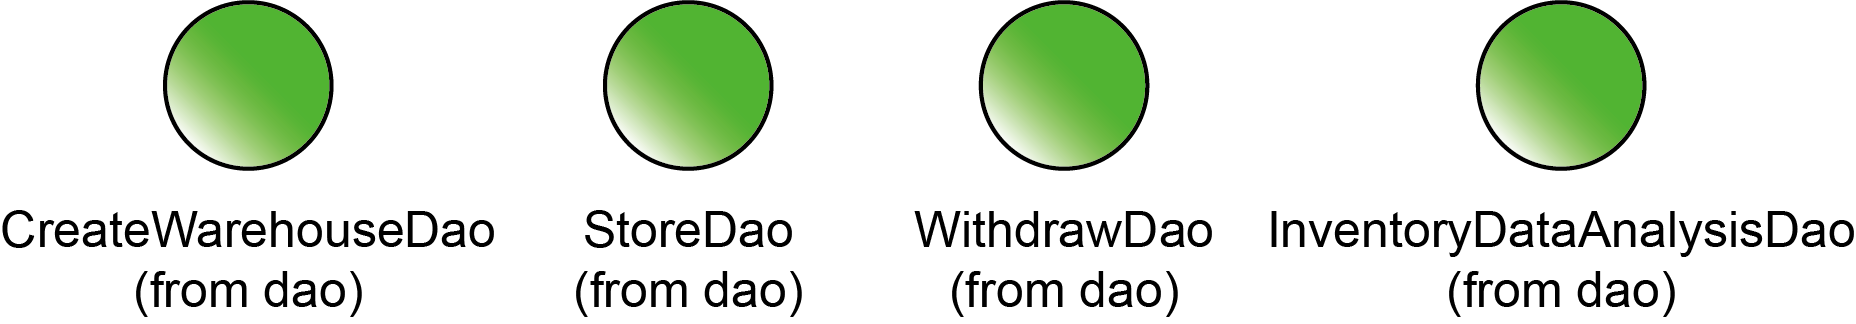 CreateWarehouseDao StoreDao WithdrawDao InventoryDataAnalysisDao
(from dao) (from dao) (from dao) (from dao)